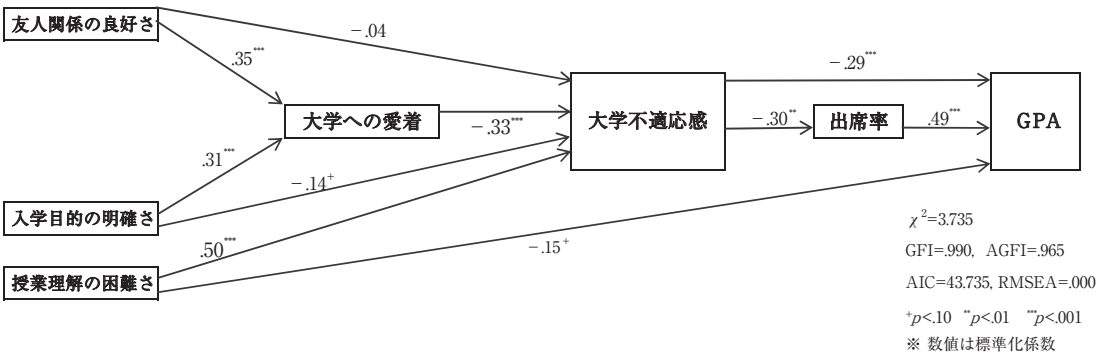 友人関係の良好さ
－.04
.35***
－.29***
大学への愛着
大学不適応感
出席率
GPA
－.33***
－.30**
.49***
.31***
－.14+
入学目的の明確さ
.50***
－.15+
授業理解の困難さ
χ²=3.735
GFI=.990, AGFI=.965
AIC=43.735, RMSEA=.000
+p<.10 **p<.01 ***p<.001
※ 数値は標準化係数